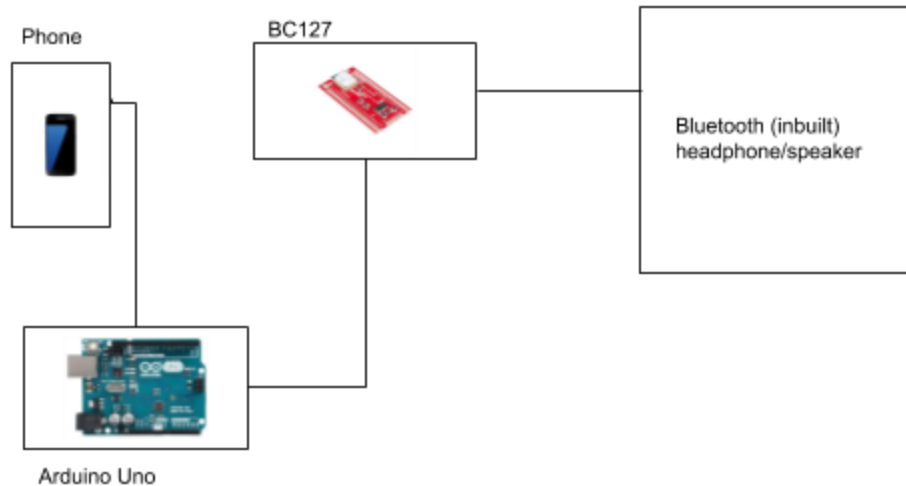 BC127
Phone
Bluetooth (inbuilt)
headphone/speaker
Arduino Uno